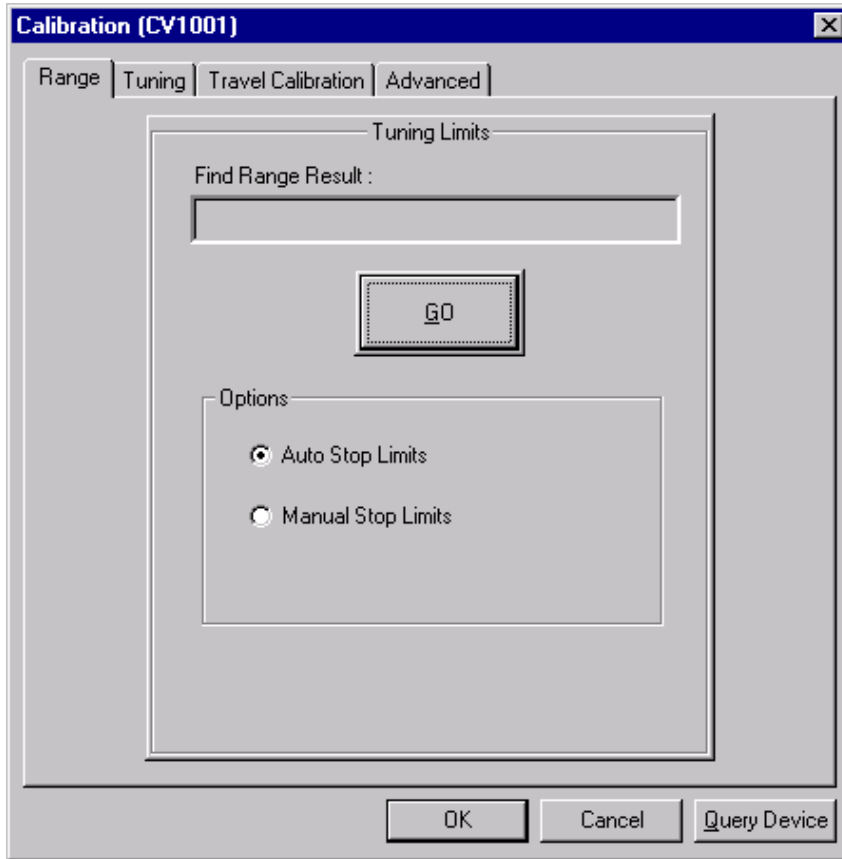 Calibration (CV1001)
Range Tuning Travel Calibration Advanced
Tuning Limits
Find Range Result :
GO
Options
Auto Stop Limits
Manual Stop Limits
OK Cancel Query Device